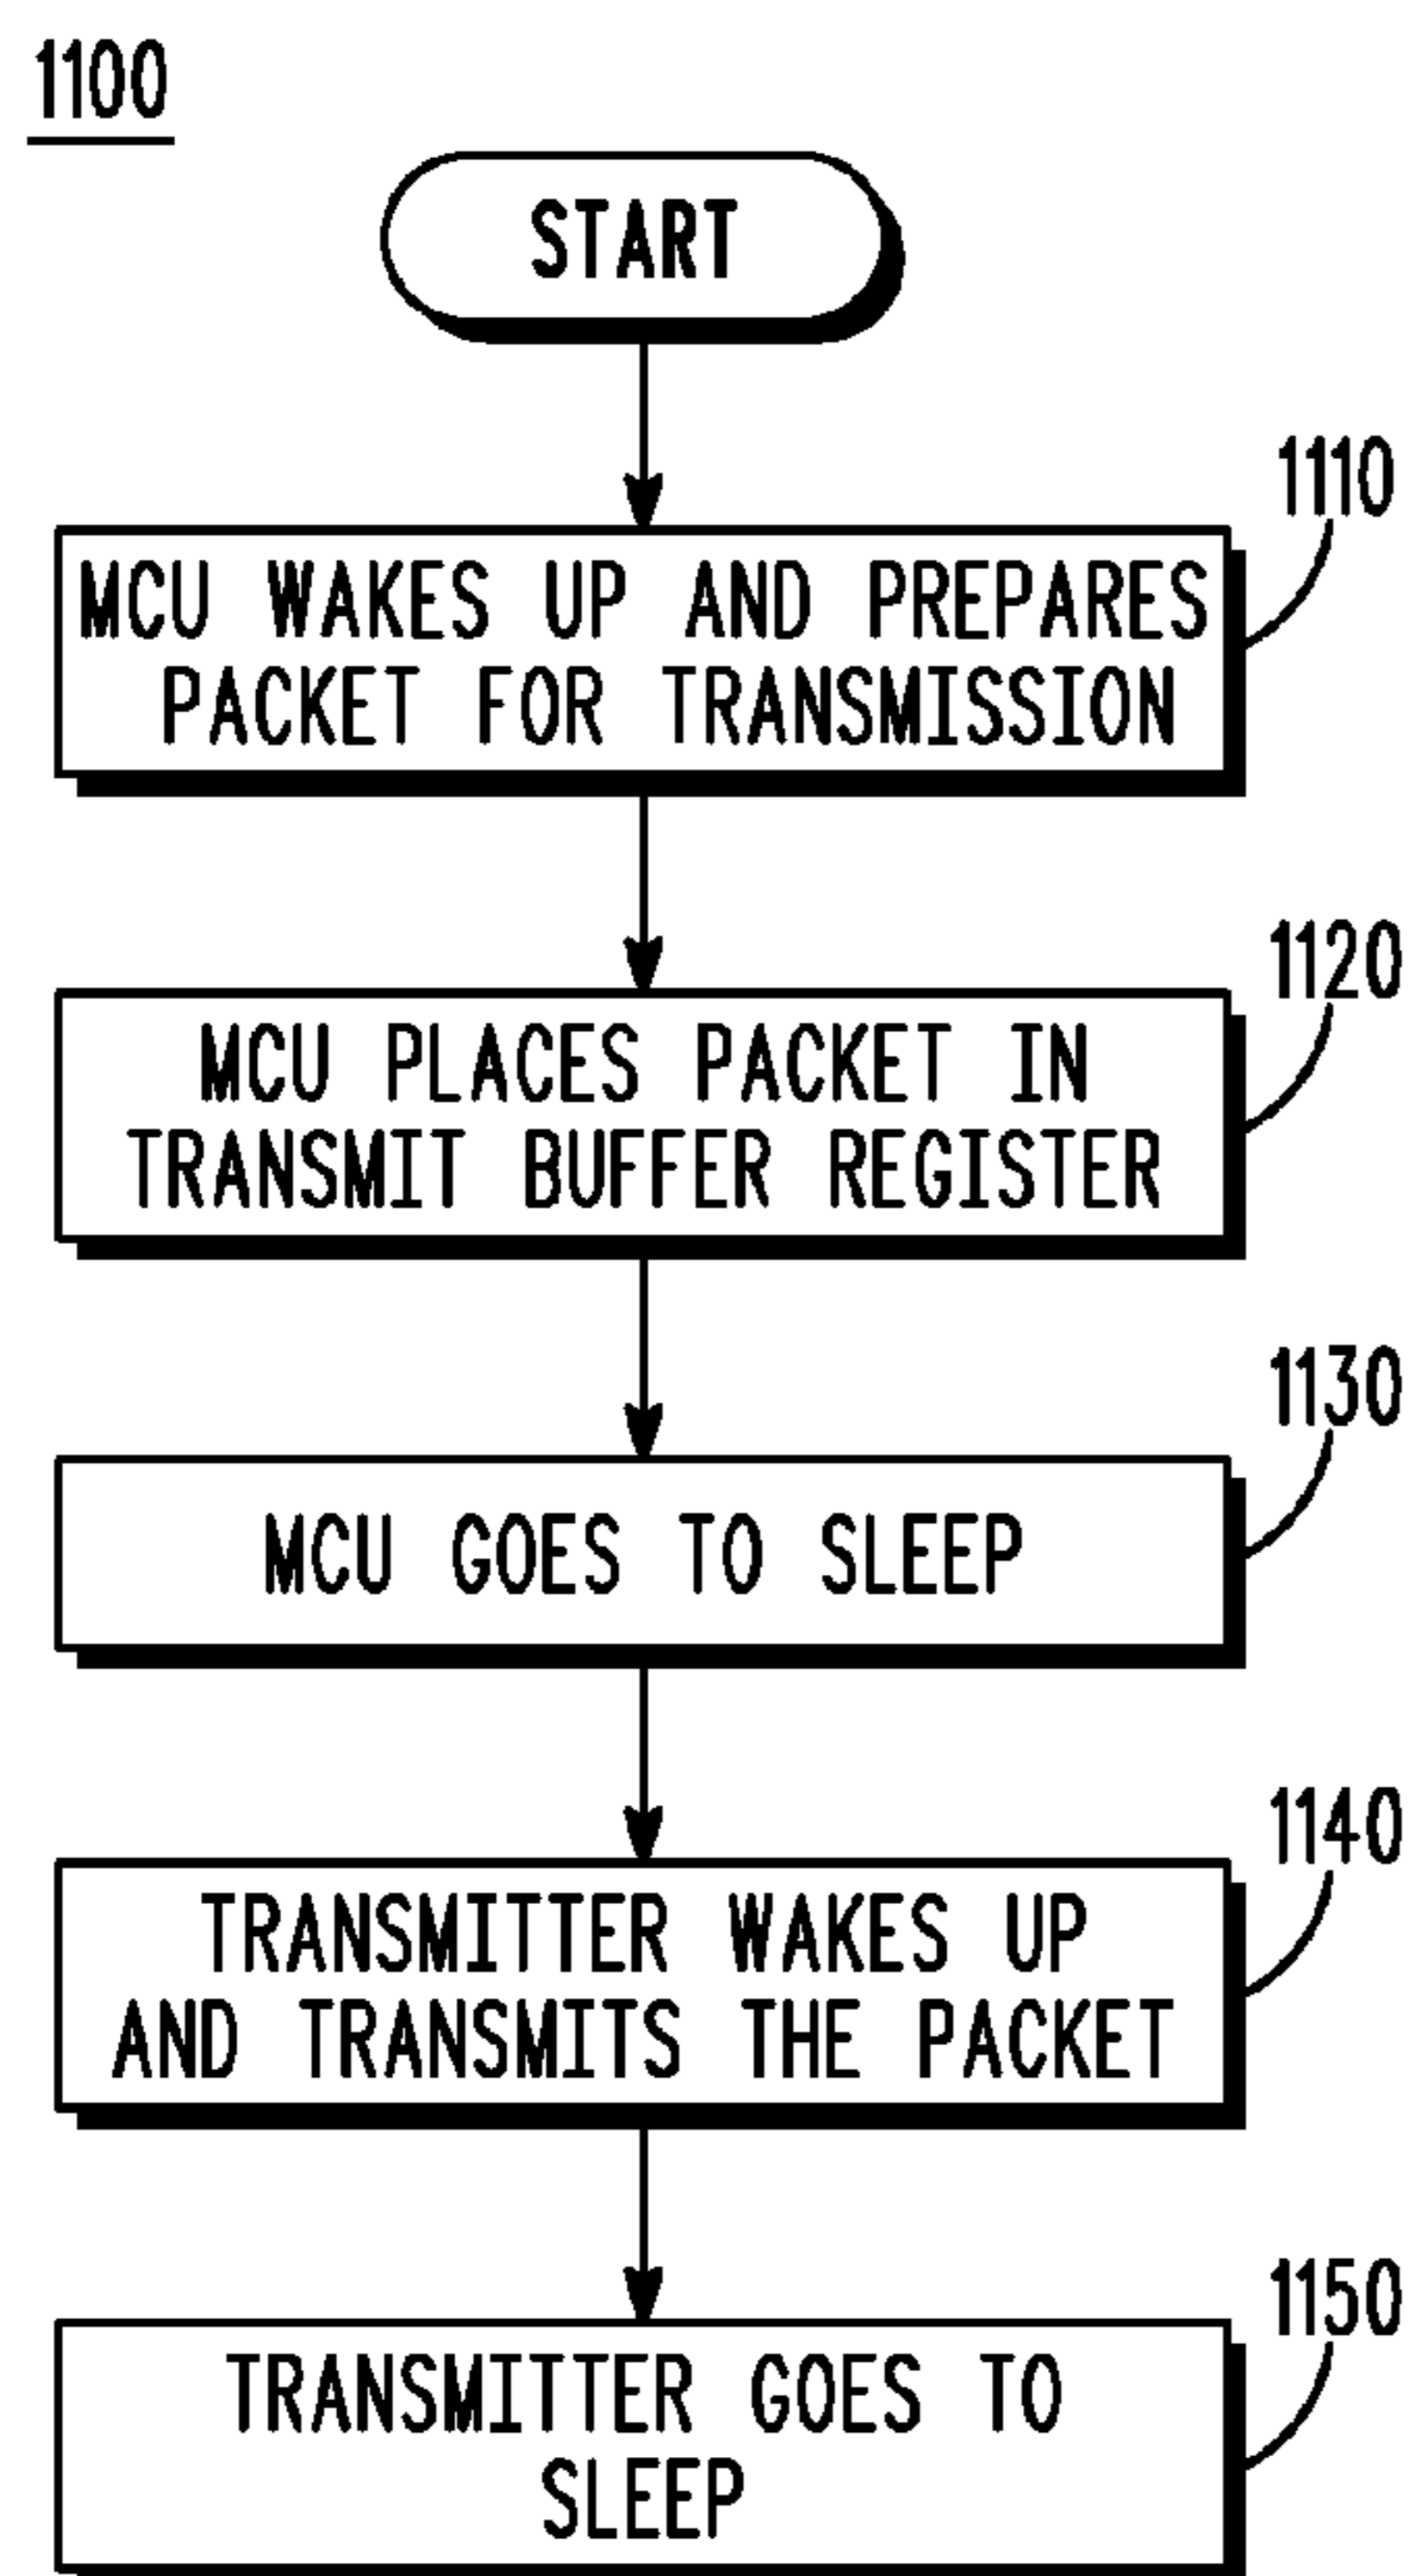 1100
START
1110
MCU WAKES UP AND PREPARES
PACKET FOR TRANSMISSION
1120
MCU PLACES PACKET IN
TRANSMIT BUFFER REGISTER
1130
MCU GOES TO SLEEP
1140
TRANSMITTER WAKES UP
AND TRANSMITS THE PACKET
1150
TRANSMITTER GOES TO
SLEEP